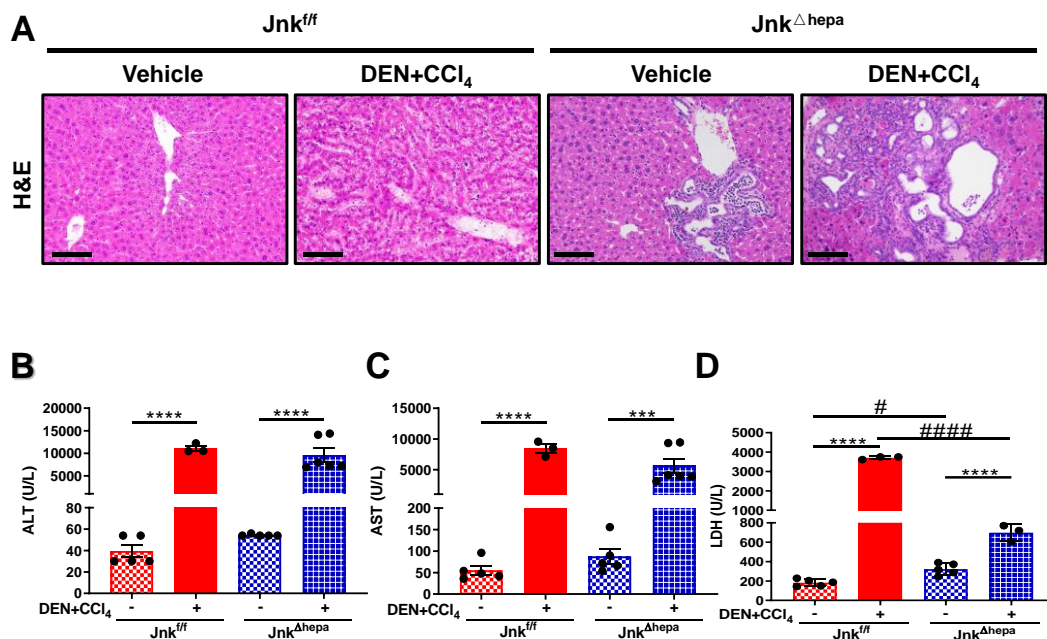 A
Jnk^f/f
Jnk^△hepa
Vehicle
DEN+CCl₄
Vehicle
DEN+CCl₄
H&E
B
ALT (U/L)
20000
15000
10000
5000
80
60
40
20
0
****
****
DEN+CCl₄ - + - +
Jnk^f/f Jnk^Δhepa
C
AST (U/L)
15000
10000
5000
200
150
100
50
0
****
***
DEN+CCl₄ - + - +
Jnk^f/f Jnk^Δhepa
D
LDH (U/L)
5000
4000
3000
2000
1000
800
600
400
200
0
#
####
****
****
DEN+CCl₄ - + - +
Jnk^f/f Jnk^Δhepa